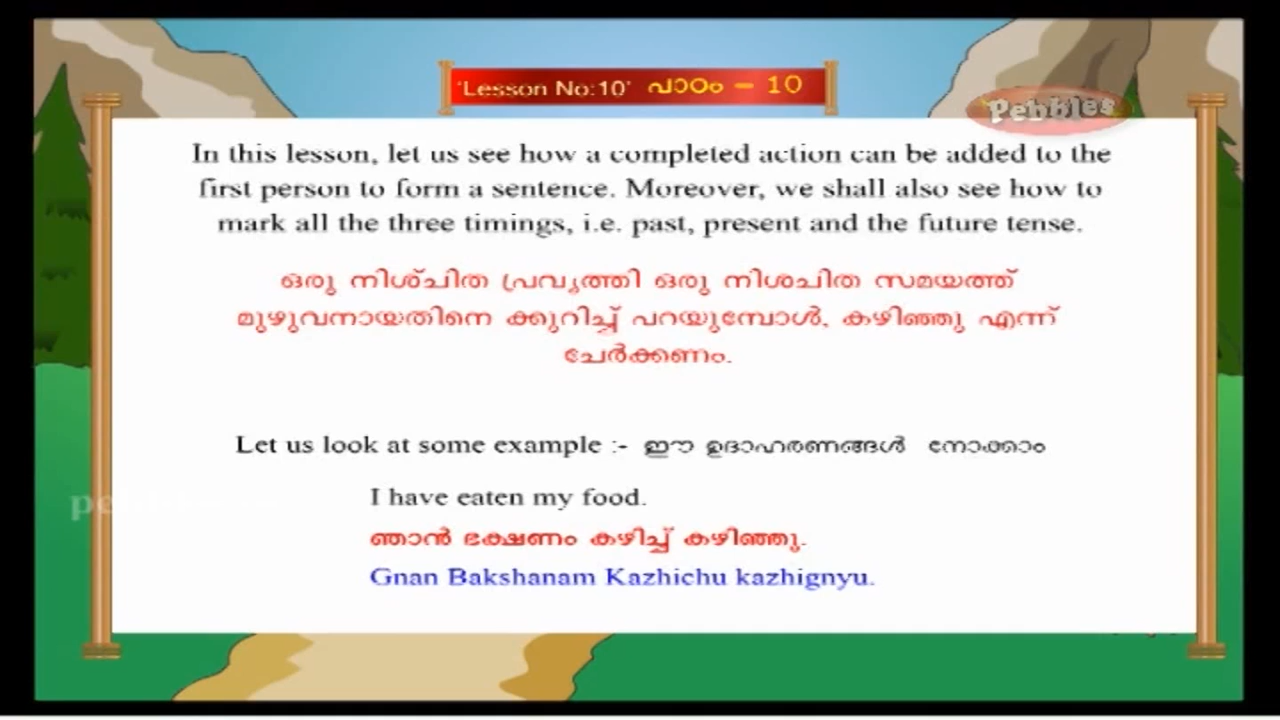 'Lesson No:10' പാഠം – 10
Pebbles
In this lesson, let us see how a completed action can be added to the
first person to form a sentence. Moreover, we shall also see how to
mark all the three timings, i.e. past, present and the future tense.
ഒരു നിശ്ചിത പ്രവൃത്തി ഒരു നിശചിത സമയത്ത്
മുഴുവനായതിനെ ക്കുറിച്ച് പറയുമ്പോൾ, കഴിഞ്ഞു എന്ന്
ചേർക്കണം.
Let us look at some example :- ഈ ഉദാഹരണങ്ങൾ നോക്കാം
I have eaten my food.
ഞാൻ ഭക്ഷണം കഴിച്ച് കഴിഞ്ഞു.
Gnan Bakshanam Kazhichu kazhignyu.